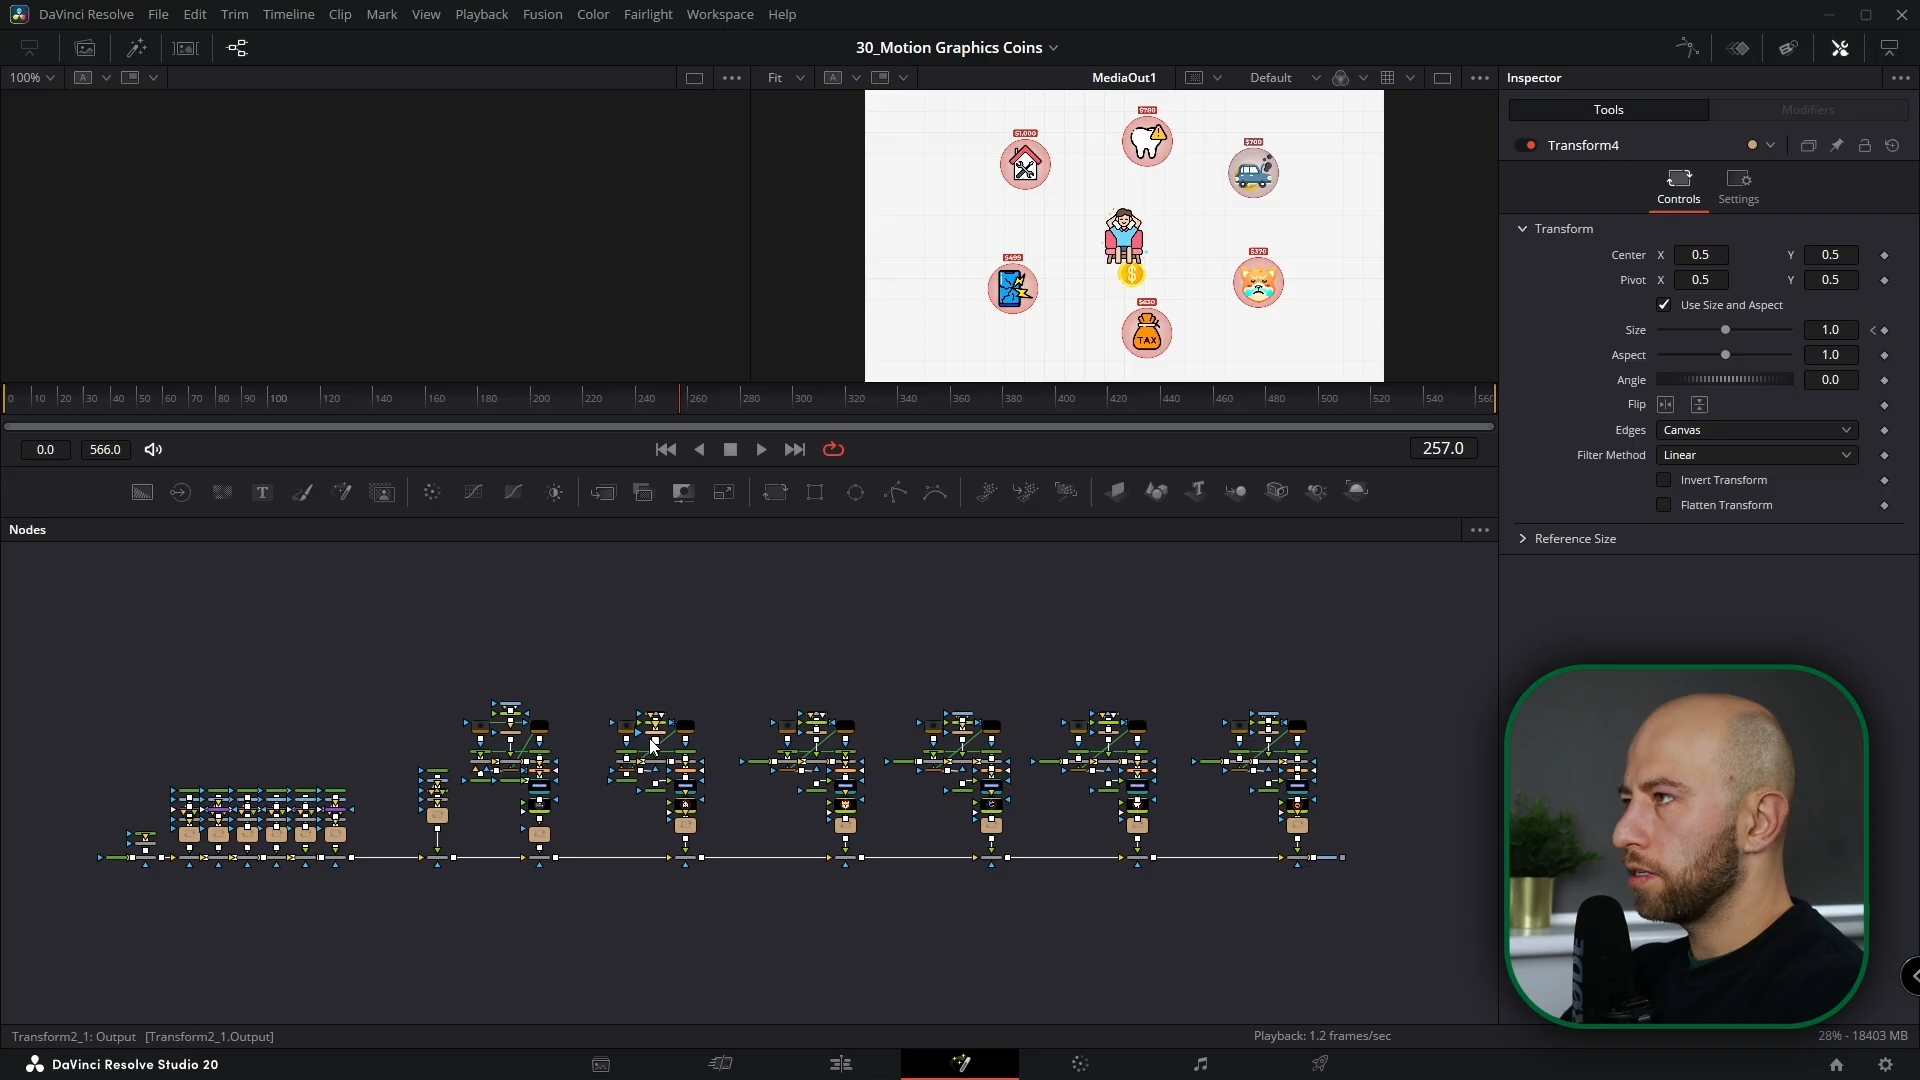 DaVinci Resolve File Edit Trim Timeline Clip Mark View Playback Fusion Color Fairlight Workspace Help
30_Motion Graphics Coins
100% A Fit A MediaOut1 Default Inspector
Tools Modifiers
Transform4
Controls Settings
Transform
Center X 0.5 Y 0.5
Pivot X 0.5 Y 0.5
Use Size and Aspect
Size 1.0
Aspect 1.0
Angle 0.0
Flip
Edges Canvas
Filter Method Linear
Invert Transform
Flatten Transform
Reference Size
$780
$1,000
$700
$499
$370
$630
TAX
0 10 20 30 40 50 60 70 80 90 100 120 140 160 180 200 220 240 260 280 300 320 340 360 380 400 420 440 460 480 500 520 540 560
0.0 566.0 257.0
T T
Nodes
RODE
Transform2_1: Output [Transform2_1.Output] Playback: 1.2 frames/sec 28% - 18403 MB
DaVinci Resolve Studio 20